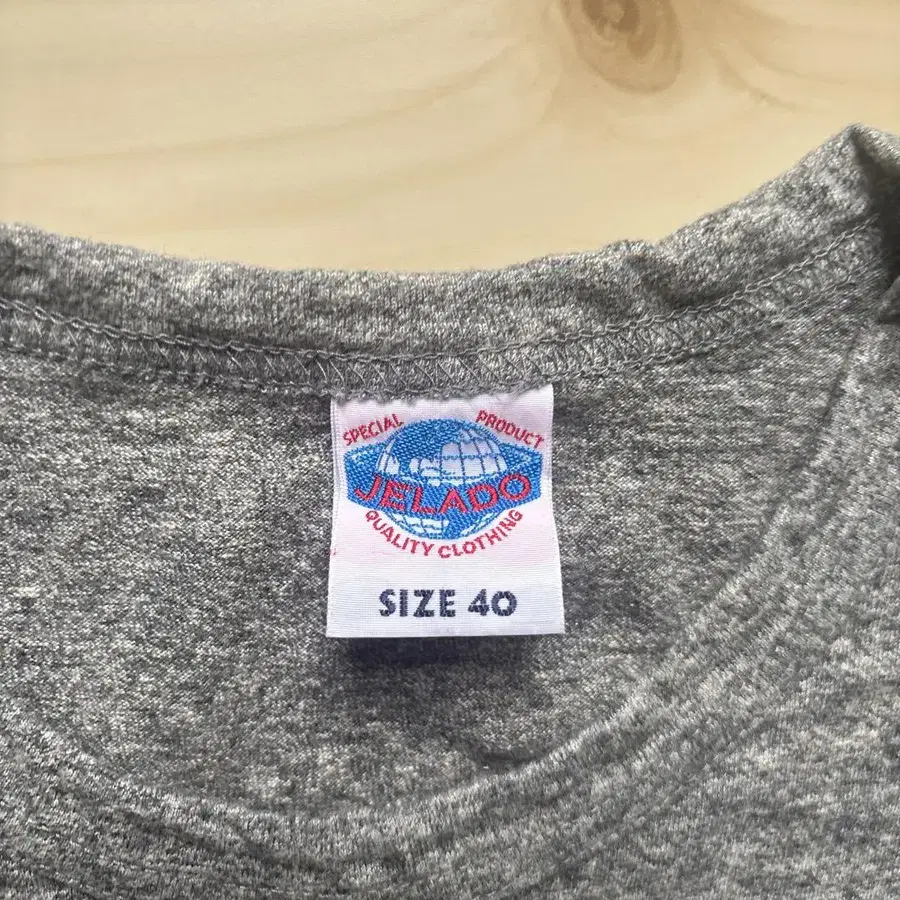 SPECIAL PRODUCT
JELADO
QUALITY CLOTHING
SIZE 40